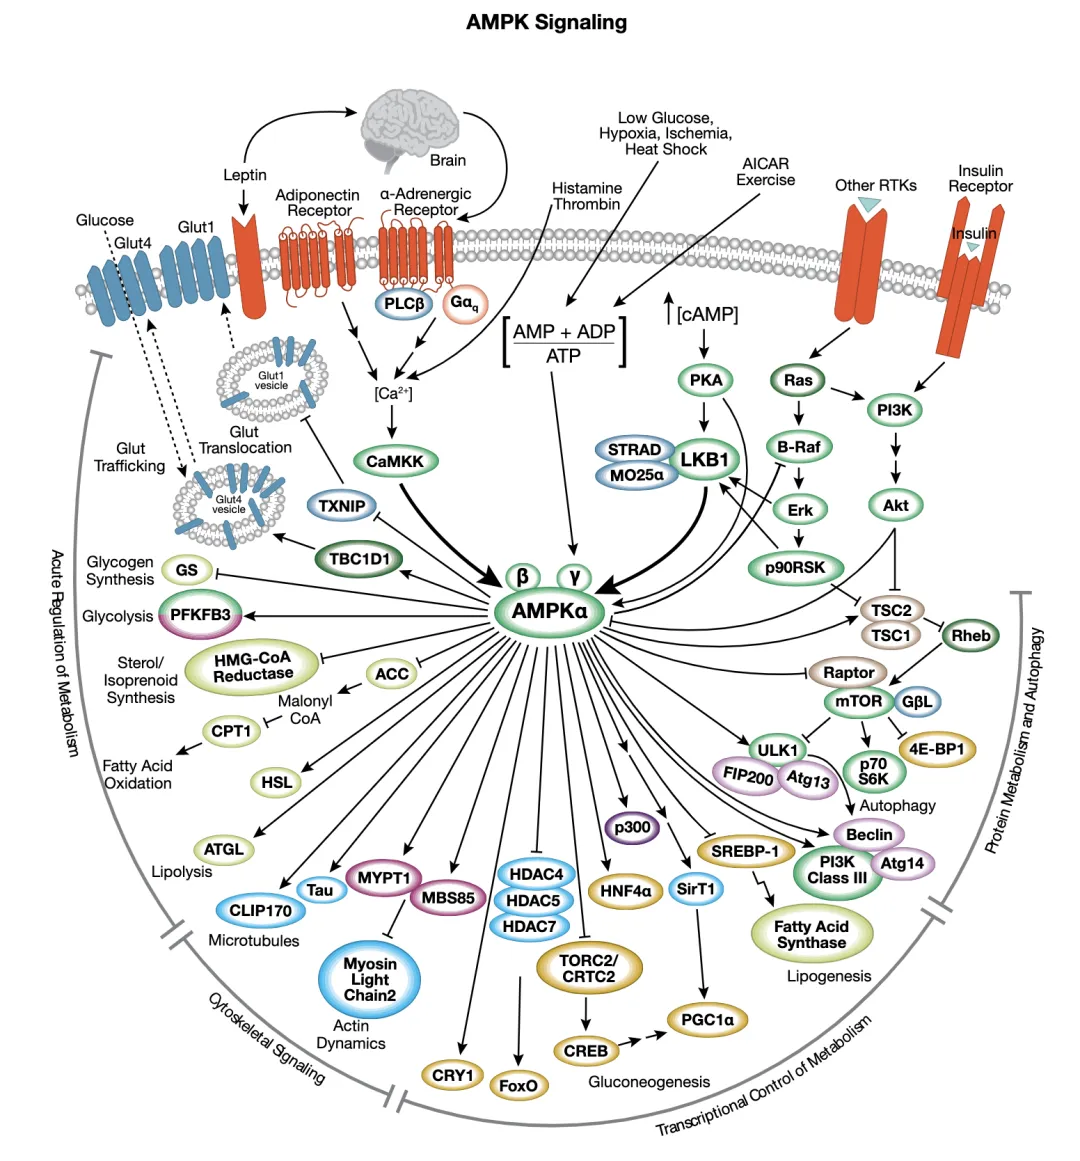 AMPK Signaling
Low Glucose,
Hypoxia, Ischemia,
Heat Shock
Brain
AICAR
Exercise
Leptin
Histamine
Thrombin
Adiponectin
Receptor
α-Adrenergic
Receptor
Other RTKs
Insulin
Receptor
Insulin
Glucose
Glut4
Glut1
PLCβ
Gαq
[cAMP]
AMP + ADP
ATP
[Ca²⁺]
Glut1
vesicle
PKA
Ras
PI3K
Glut
Translocation
Glut
Trafficking
CaMKK
STRAD
MO25α
LKB1
B-Raf
Glut4
vesicle
TXNIP
Erk
Akt
TBC1D1
p90RSK
Glycogen
Synthesis
GS
β
γ
AMPKα
Glycolysis
PFKFB3
TSC2
TSC1
Rheb
Sterol/
Isoprenoid
Synthesis
HMG-CoA
Reductase
ACC
Malonyl
CoA
CPT1
Fatty Acid
Oxidation
Raptor
mTOR
GβL
ULK1
FIP200
Atg13
p70
S6K
4E-BP1
Autophagy
HSL
ATGL
Lipolysis
p300
Beclin
Atg14
PI3K
Class III
SREBP-1
CLIP170
Tau
Microtubules
MYPT1
MBS85
HDAC4
HDAC5
HDAC7
HNF4α
SirT1
Fatty Acid
Synthase
Lipogenesis
Myosin
Light
Chain2
Actin
Dynamics
TORC2/
CRTC2
PGC1α
CREB
Gluconeogenesis
CRY1
FoxO
Acute Regulation of Metabolism
Cytoskeletal Signaling
Transcriptional Control of Metabolism
Protein Metabolism and Autophagy